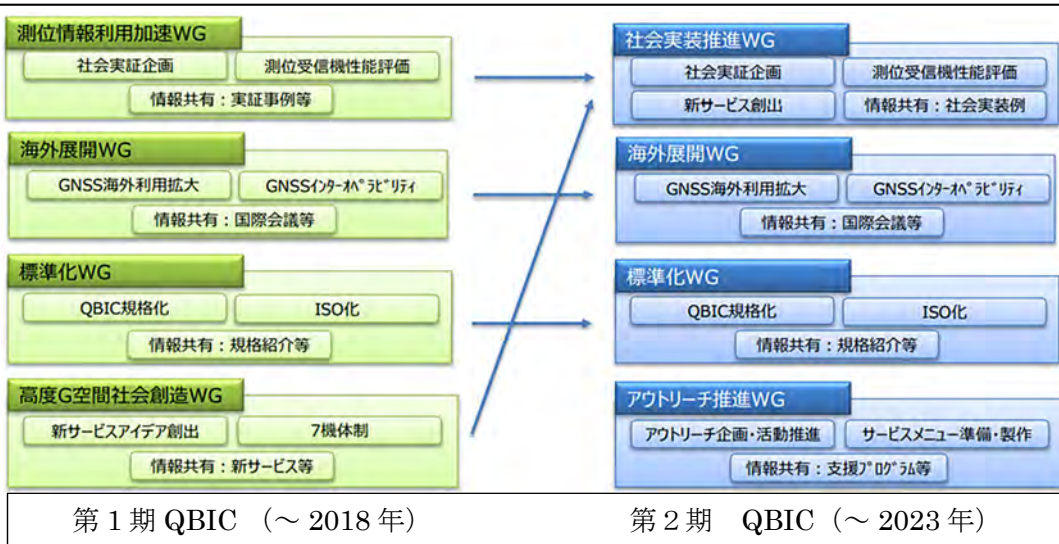 測位情報利用加速WG
社会実証企画
測位受信機性能評価
情報共有：実証事例等
海外展開WG
GNSS海外利用拡大
GNSSｲﾝﾀｰｵﾍﾟﾗﾋﾞﾘﾃｨ
情報共有：国際会議等
標準化WG
QBIC規格化
ISO化
情報共有：規格紹介等
高度G空間社会創造WG
新サービスアイデア創出
7機体制
情報共有：新サービス等
第１期 QBIC （～ 2018 年）
社会実装推進WG
社会実証企画
測位受信機性能評価
新サービス創出
情報共有：社会実装例
海外展開WG
GNSS海外利用拡大
GNSSｲﾝﾀｰｵﾍﾟﾗﾋﾞﾘﾃｨ
情報共有：国際会議等
標準化WG
QBIC規格化
ISO化
情報共有：規格紹介等
アウトリーチ推進WG
アウトリーチ企画・活動推進
サービスメニュー準備・製作
情報共有：支援ﾌﾟﾛｸﾞﾗﾑ等
第２期　QBIC（～ 2023 年）